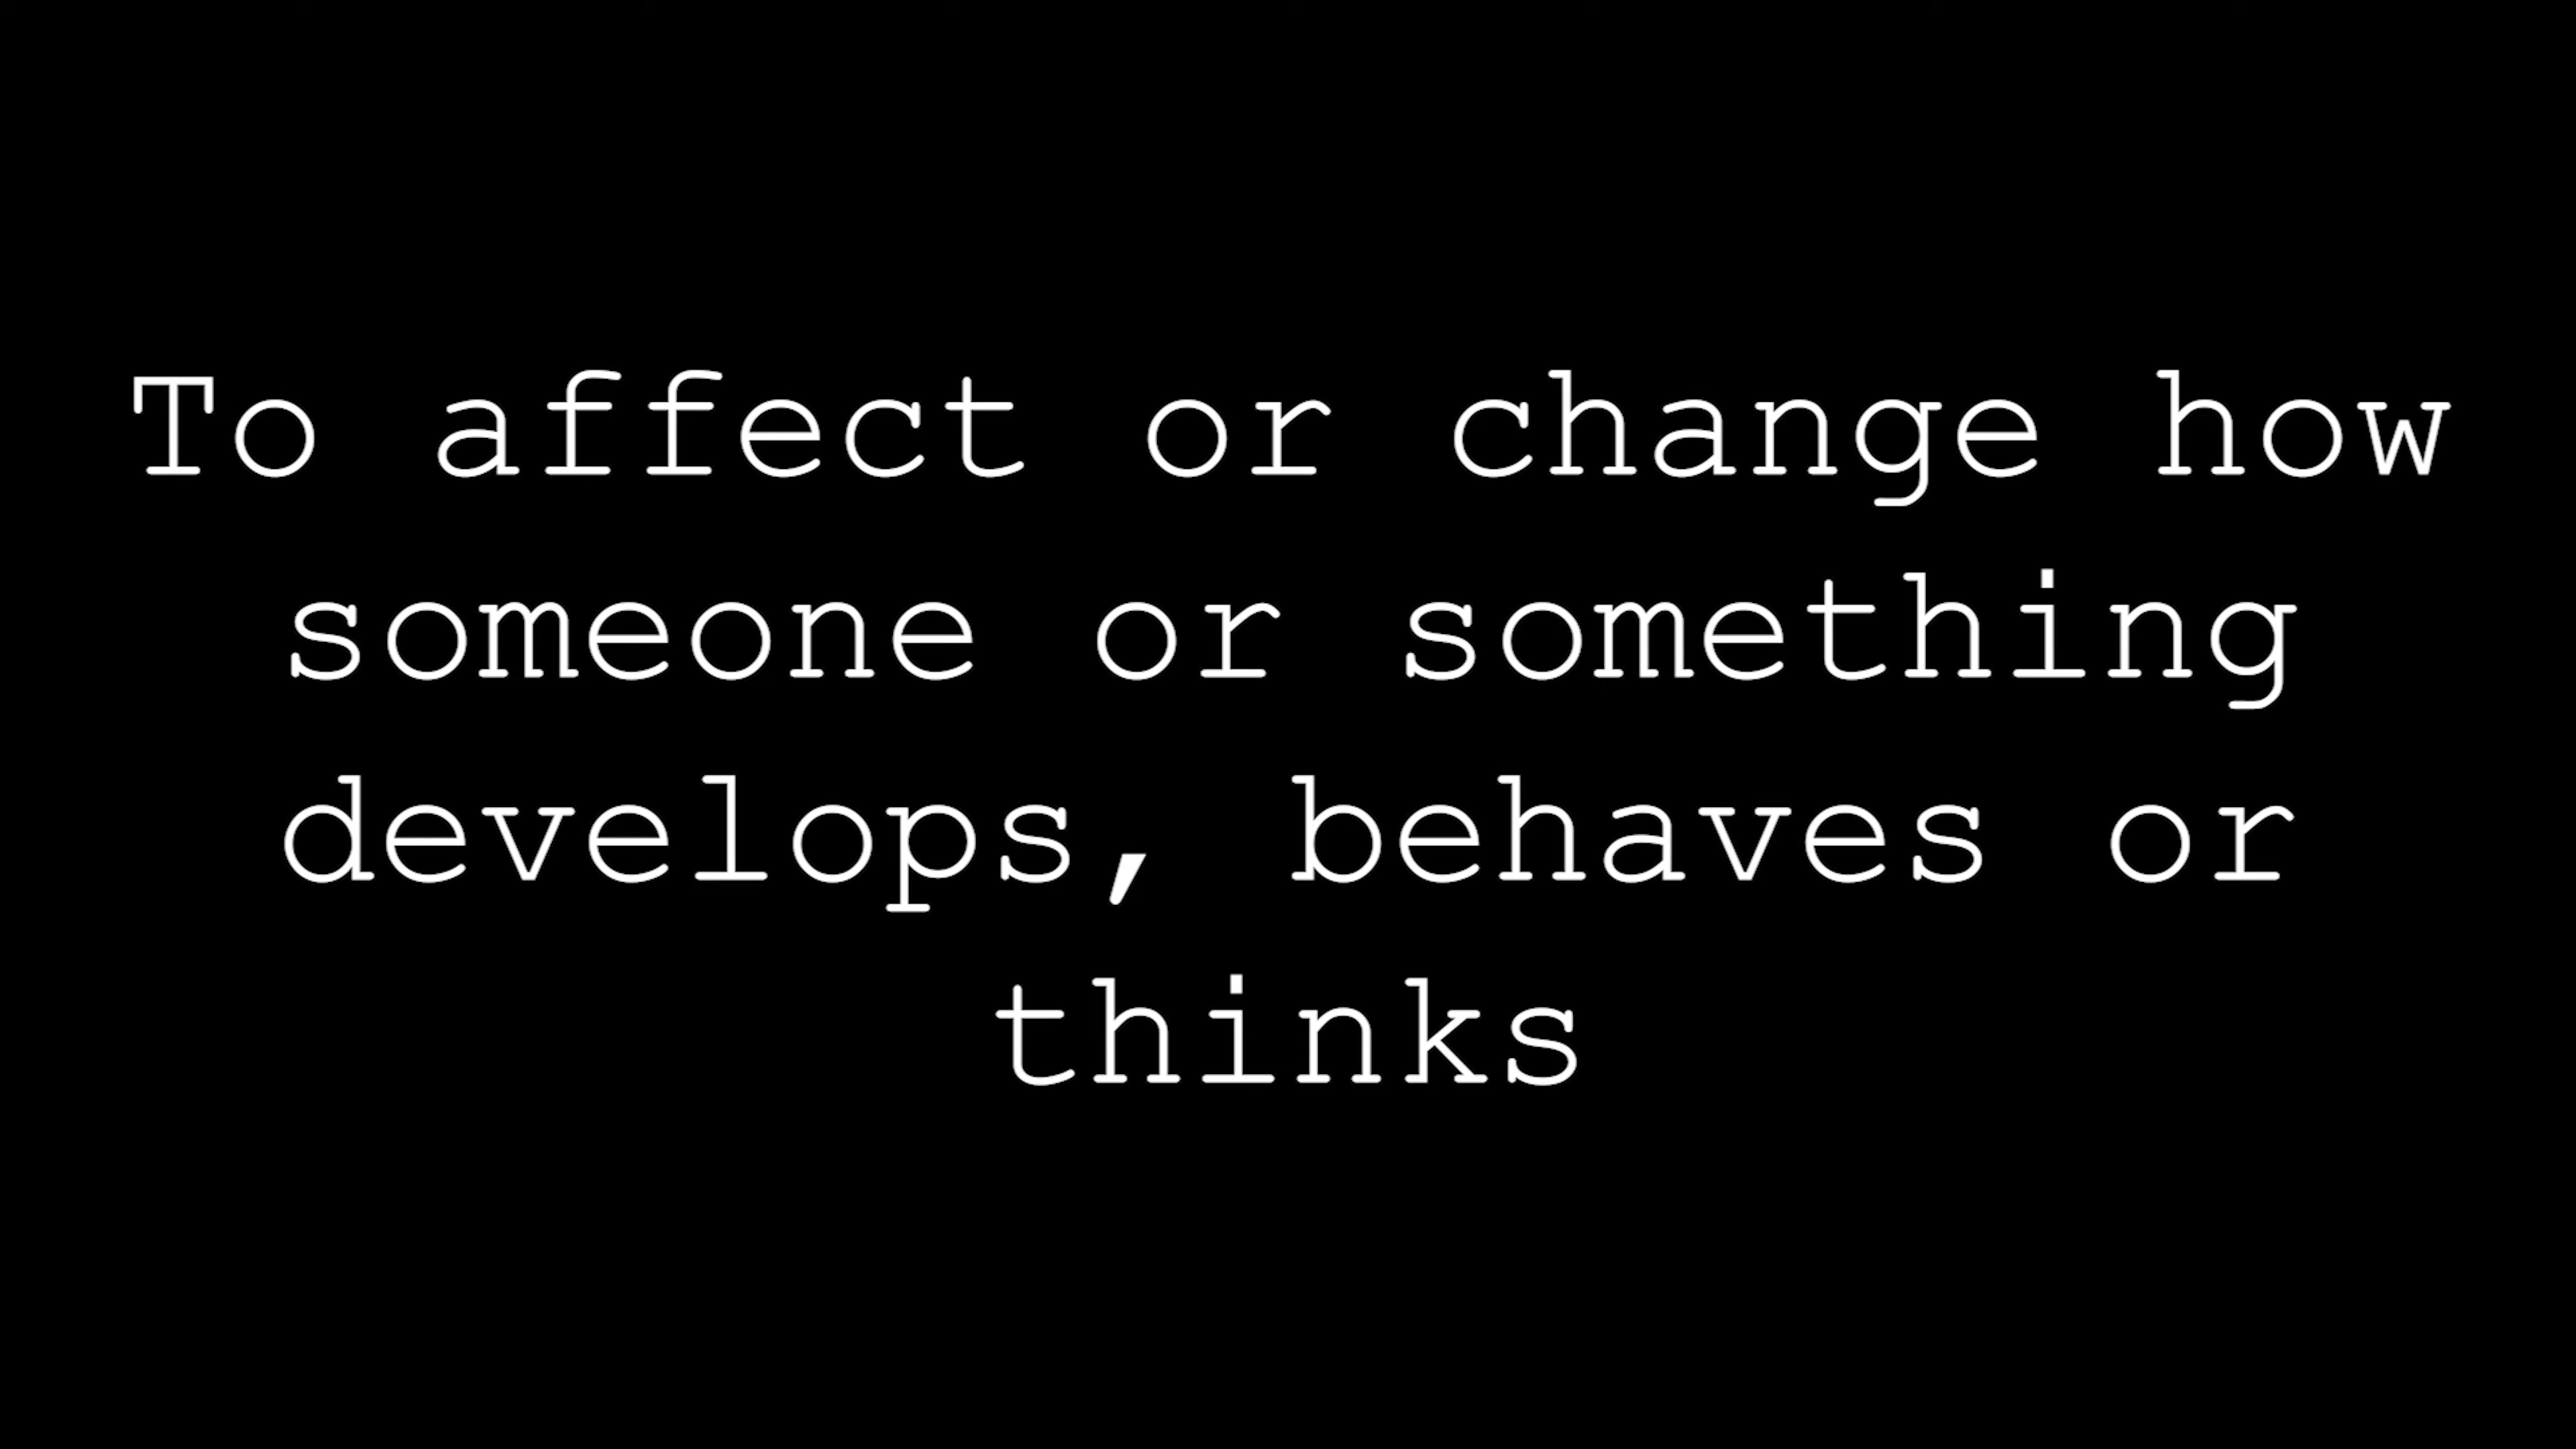 To affect or change how
someone or something
develops, behaves or
thinks